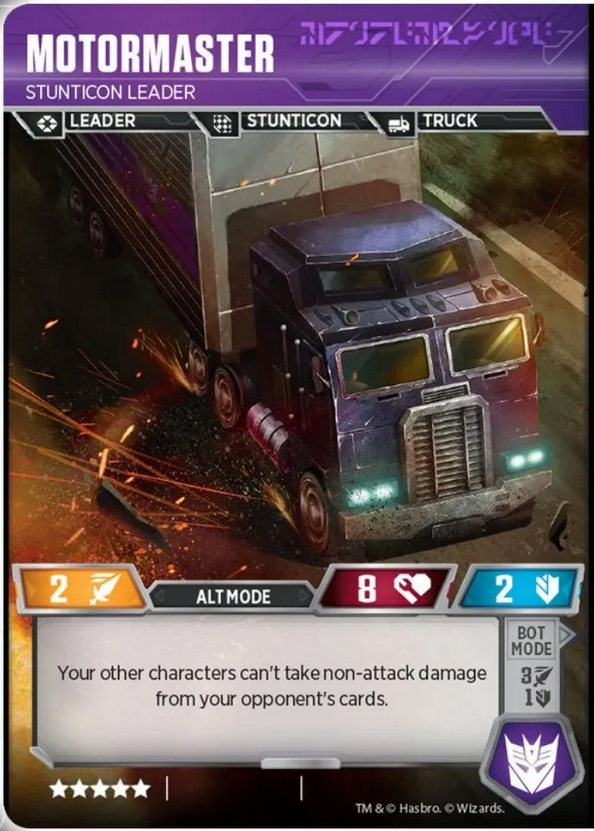 MOTORMASTER
STUNTICON LEADER
LEADER STUNTICON TRUCK
2 ALT MODE 8 2
Your other characters can't take non-attack damage
from your opponent's cards.
BOT
MODE
3
1
★★★★★
TM & © Hasbro. © Wizards.